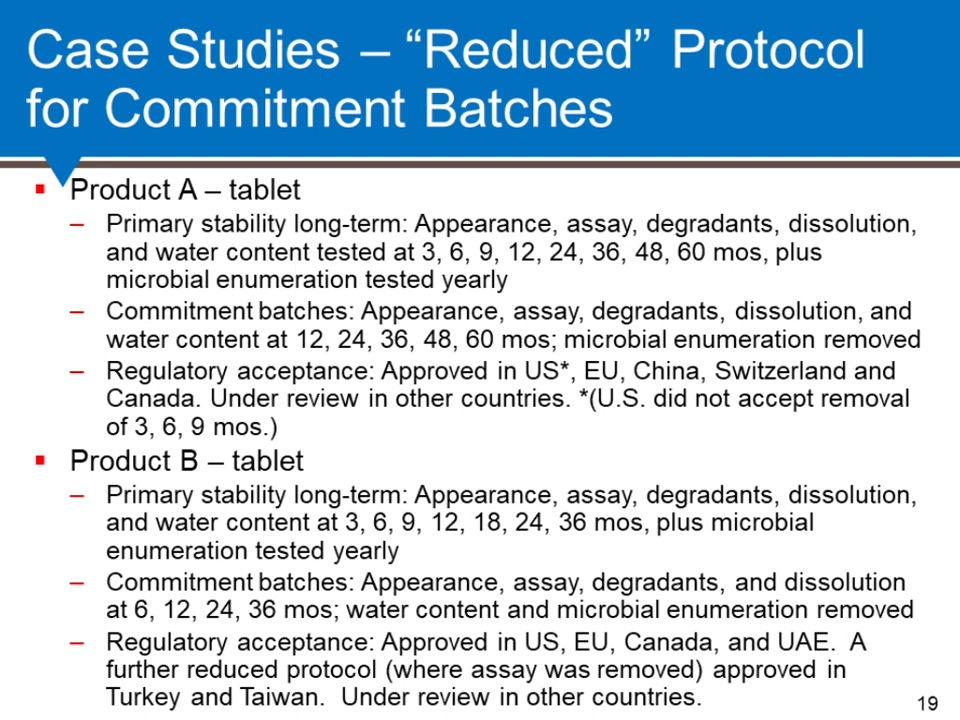 Case Studies – “Reduced” Protocol
for Commitment Batches
▪ Product A – tablet
– Primary stability long-term: Appearance, assay, degradants, dissolution,
and water content tested at 3, 6, 9, 12, 24, 36, 48, 60 mos, plus
microbial enumeration tested yearly
– Commitment batches: Appearance, assay, degradants, dissolution, and
water content at 12, 24, 36, 48, 60 mos; microbial enumeration removed
– Regulatory acceptance: Approved in US*, EU, China, Switzerland and
Canada. Under review in other countries. *(U.S. did not accept removal
of 3, 6, 9 mos.)
▪ Product B – tablet
– Primary stability long-term: Appearance, assay, degradants, dissolution,
and water content at 3, 6, 9, 12, 18, 24, 36 mos, plus microbial
enumeration tested yearly
– Commitment batches: Appearance, assay, degradants, and dissolution
at 6, 12, 24, 36 mos; water content and microbial enumeration removed
– Regulatory acceptance: Approved in US, EU, Canada, and UAE.  A
further reduced protocol (where assay was removed) approved in
Turkey and Taiwan.  Under review in other countries.
19